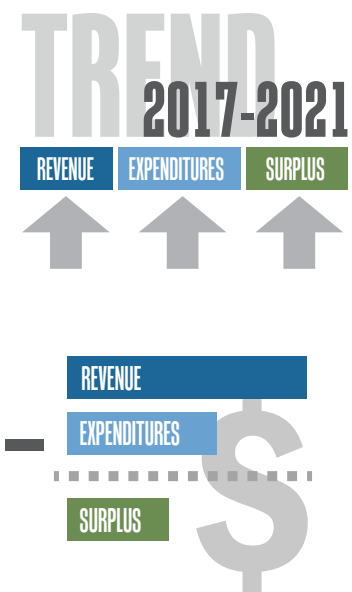 TREND
2017-2021
REVENUE EXPENDITURES SURPLUS
REVENUE
– EXPENDITURES
SURPLUS
$